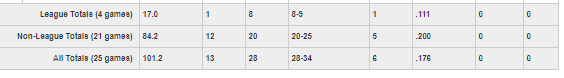 League Totals (4 games) 17.0 1 8 8-9 1 .111 0 0
Non-League Totals (21 games) 84.2 12 20 20-25 5 .200 0 0
All Totals (25 games) 101.2 13 28 28-34 6 .176 0 0